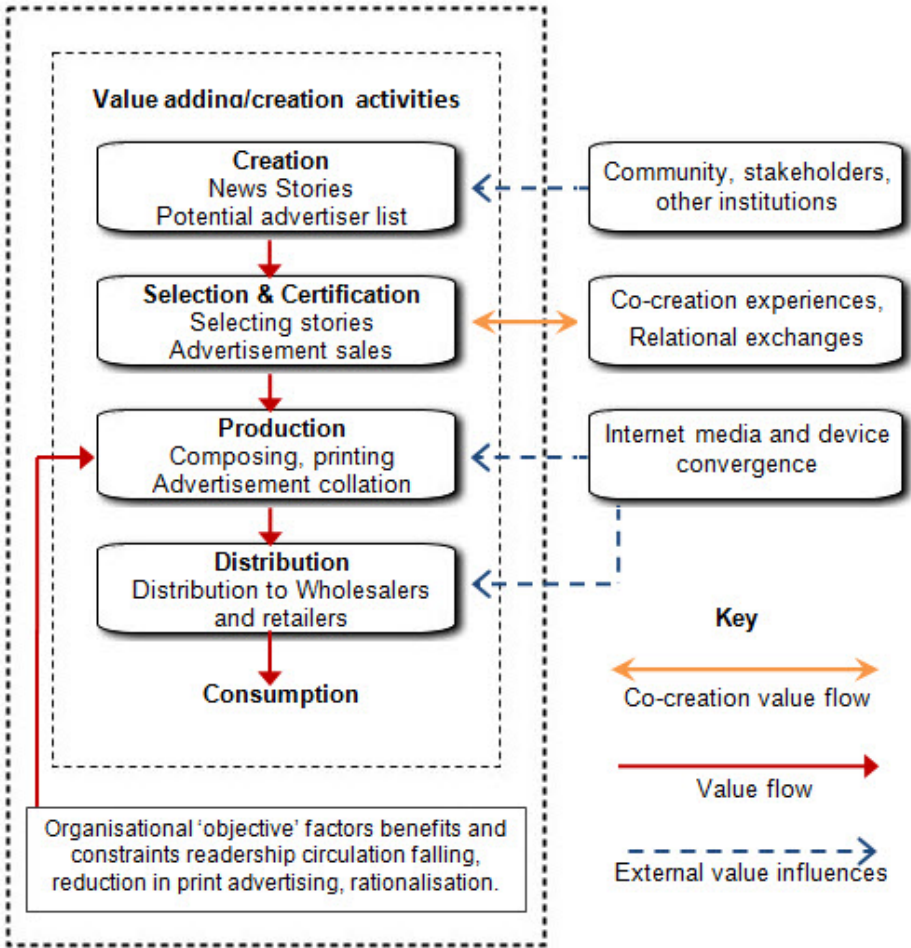 Value adding/creation activities
Creation
News Stories
Potential advertiser list
Community, stakeholders,
other institutions
Selection & Certification
Selecting stories
Advertisement sales
Co-creation experiences,
Relational exchanges
Production
Composing, printing
Advertisement collation
Internet media and device
convergence
Distribution
Distribution to Wholesalers
and retailers
Consumption
Key
Co-creation value flow
Value flow
External value influences
Organisational ‘objective’ factors benefits and
constraints readership circulation falling,
reduction in print advertising, rationalisation.